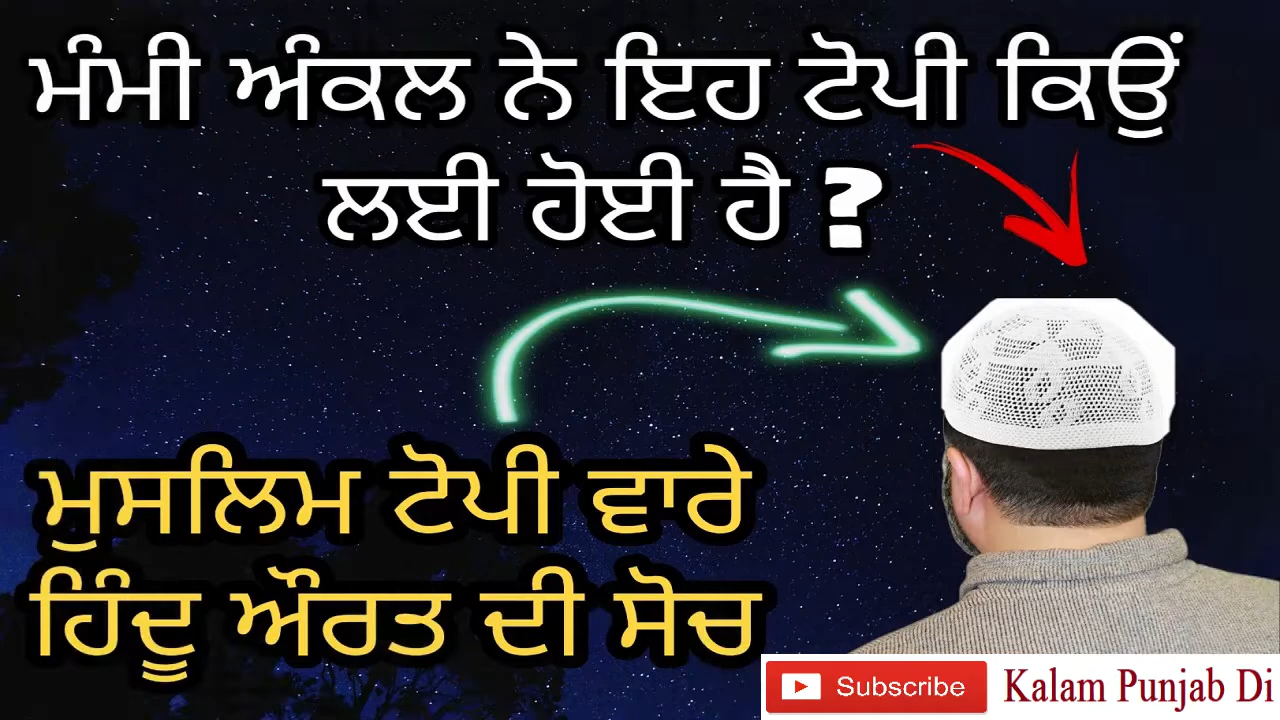 ਮੰਮੀ ਅੰਕਲ ਨੇ ਇਹ ਟੋਪੀ ਕਿਉਂ
ਲਈ ਹੋਈ ਹੈ ?
ਮੁਸਲਿਮ ਟੋਪੀ ਵਾਰੇ
ਹਿੰਦੂ ਔਰਤ ਦੀ ਸੋਚ
Subscribe Kalam Punjab Di